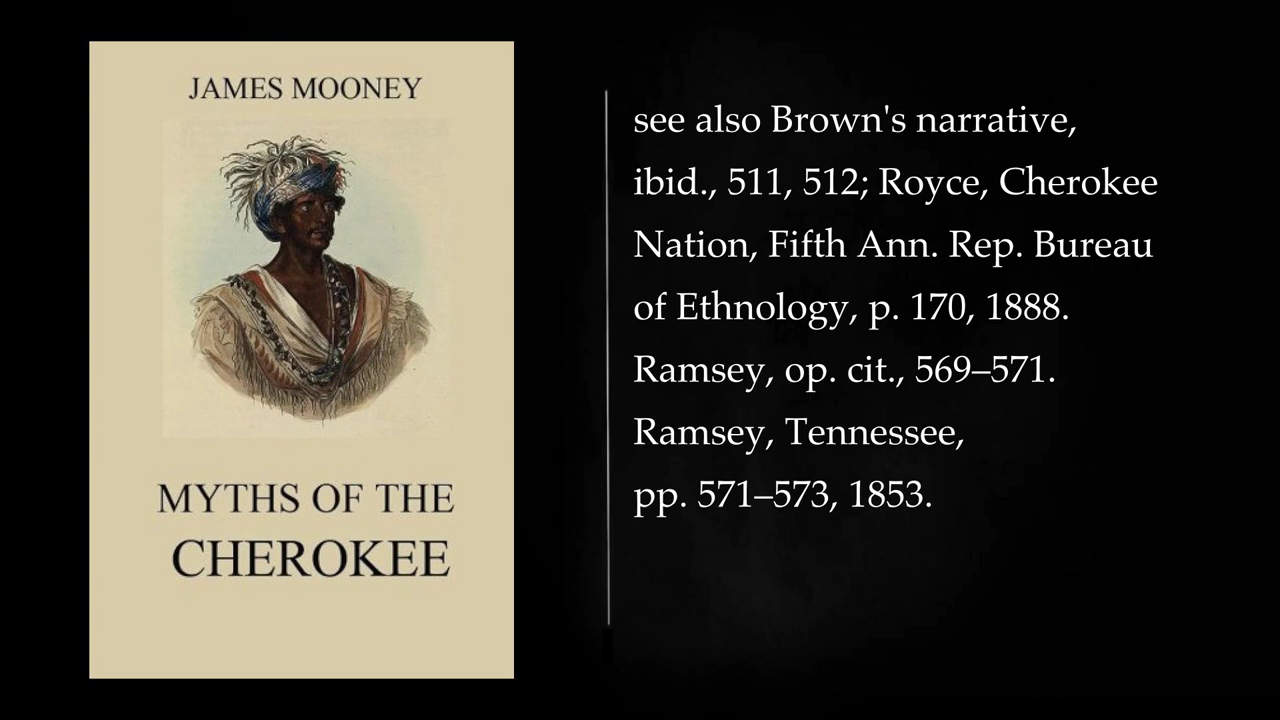 JAMES MOONEY
MYTHS OF THE
CHEROKEE
see also Brown's narrative,
ibid., 511, 512; Royce, Cherokee
Nation, Fifth Ann. Rep. Bureau
of Ethnology, p. 170, 1888.
Ramsey, op. cit., 569–571.
Ramsey, Tennessee,
pp. 571–573, 1853.